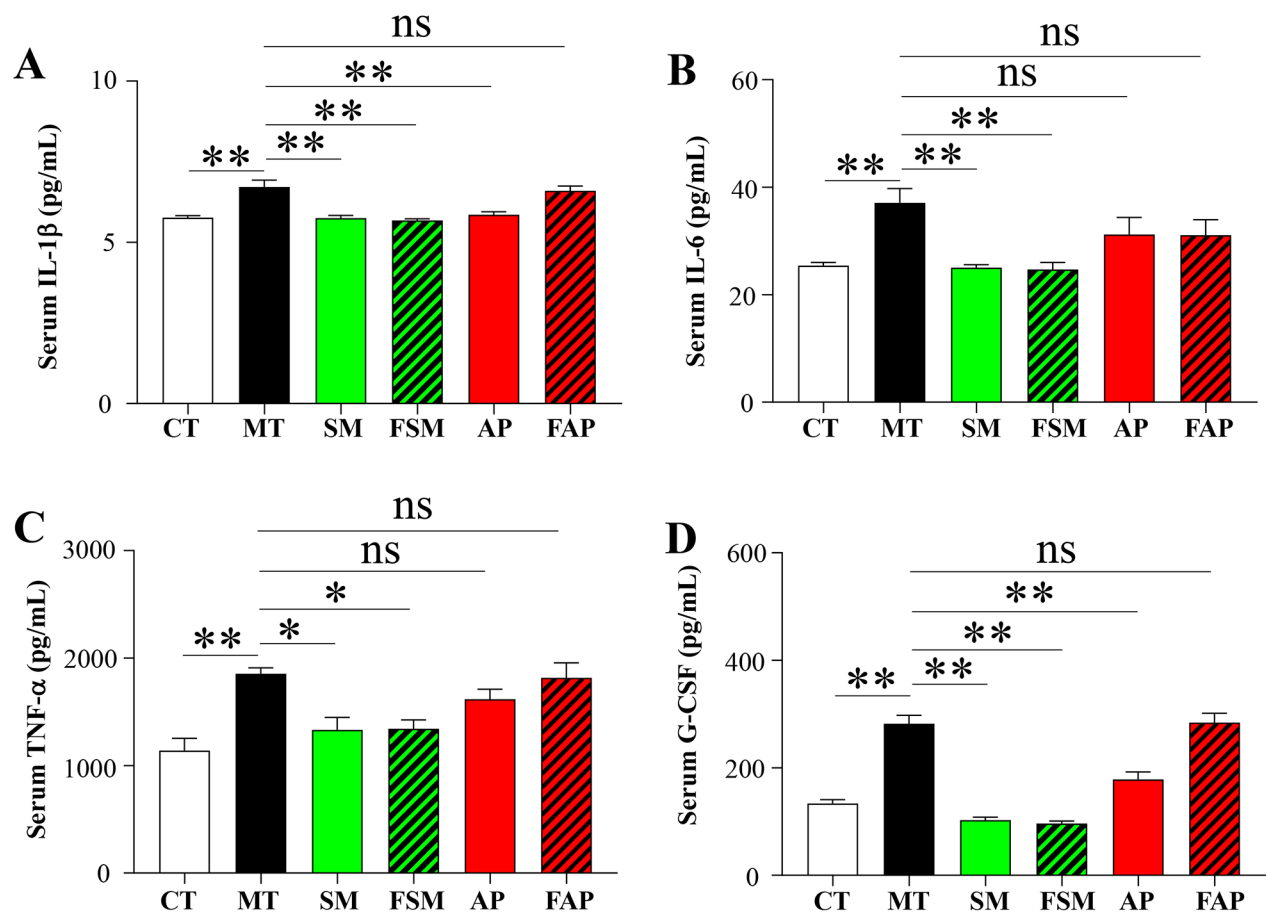 A
Serum IL-1β (pg/mL)
10
5
0
ns
**
**
**
**
CT MT SM FSM AP FAP
B
Serum IL-6 (pg/mL)
60
40
20
0
ns
ns
**
**
**
CT MT SM FSM AP FAP
C
Serum TNF-α (pg/mL)
3000
2000
1000
0
ns
ns
*
*
**
CT MT SM FSM AP FAP
D
Serum G-CSF (pg/mL)
600
400
200
0
ns
**
**
**
**
CT MT SM FSM AP FAP